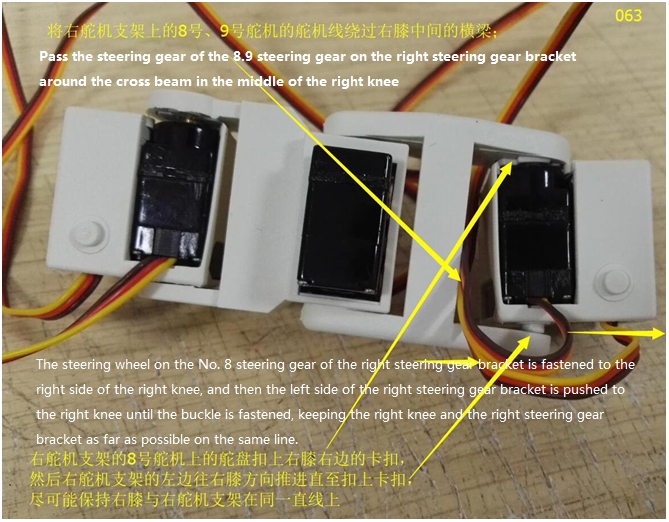 063
将右舵机支架上的8号、9号舵机的舵机线绕过右膝中间的横梁；
Pass the steering gear of the 8.9 steering gear on the right steering gear bracket
around the cross beam in the middle of the right knee
The steering wheel on the No. 8 steering gear of the right steering gear bracket is fastened to the
right side of the right knee, and then the left side of the right steering gear bracket is pushed to
the right knee until the buckle is fastened, keeping the right knee and the right steering gear
bracket as far as possible on the same line.
右舵机支架的8号舵机上的舵盘扣上右膝右边的卡扣，
然后右舵机支架的左边往右膝方向推进直至扣上卡扣，
尽可能保持右膝与右舵机支架在同一直线上